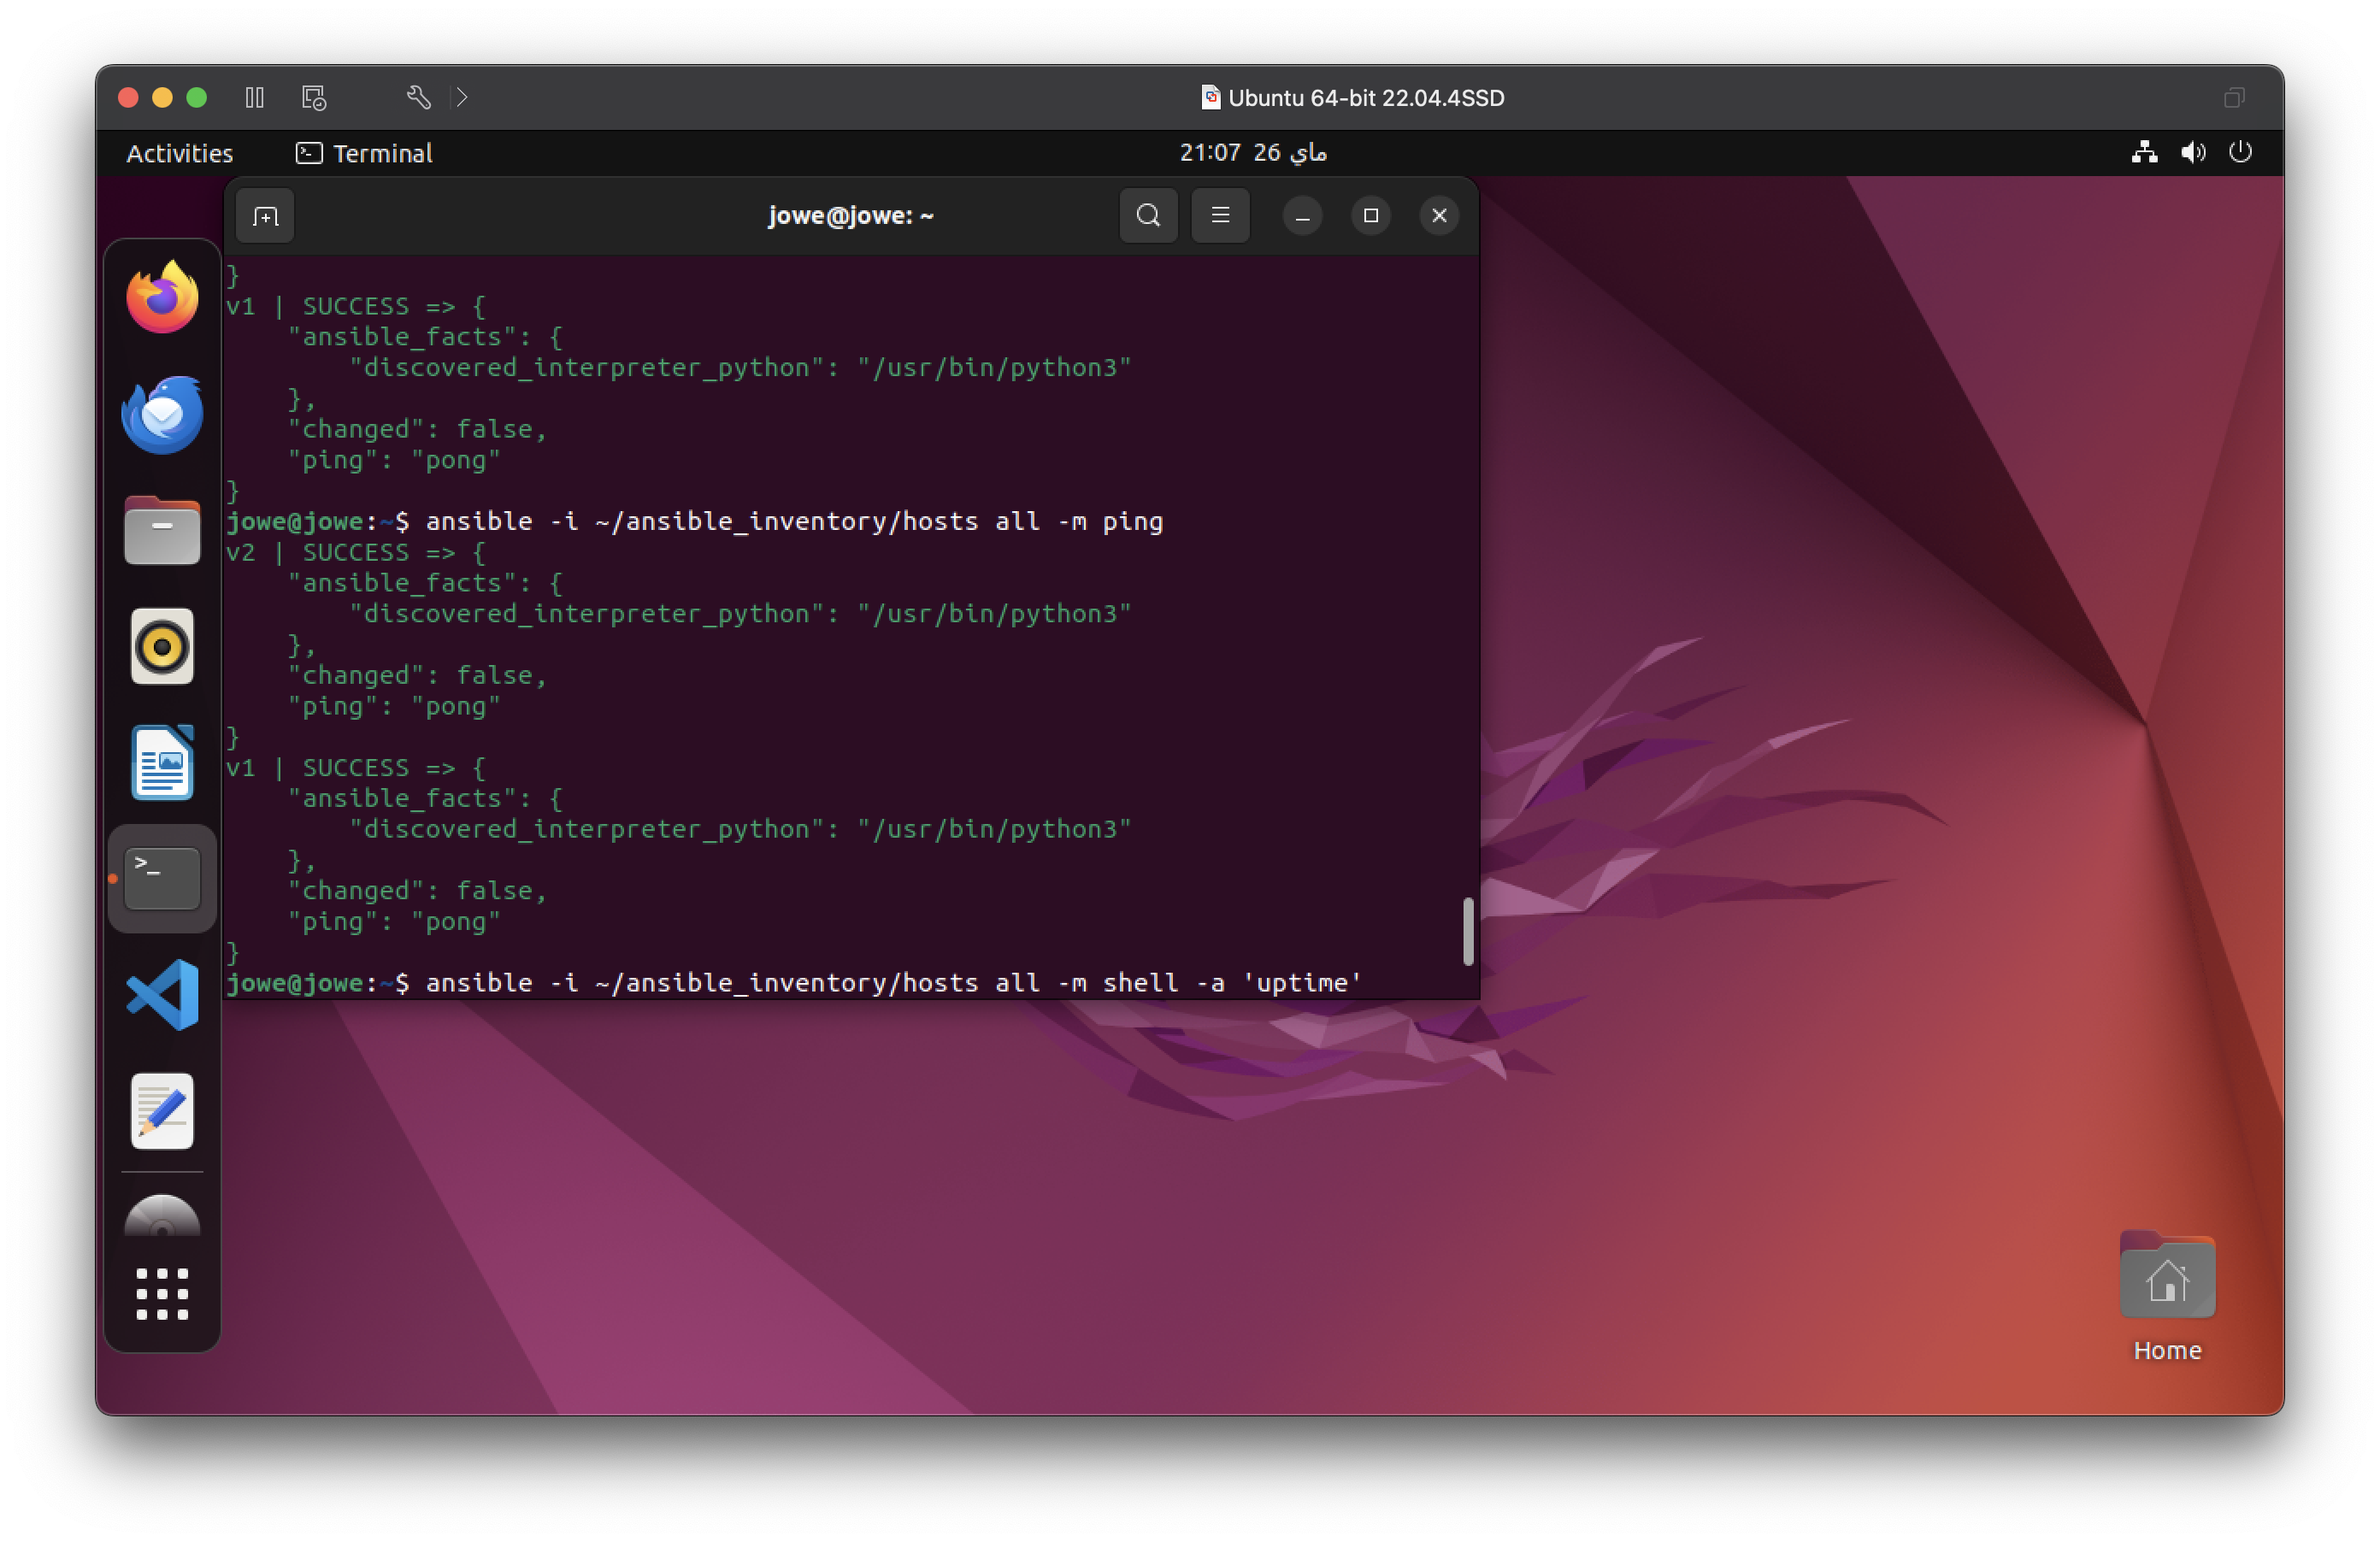 Ubuntu 64-bit 22.04.4SSD
Activities Terminal 21:07 26 ماي
jowe@jowe: ~
}
v1 | SUCCESS => {
    "ansible_facts": {
        "discovered_interpreter_python": "/usr/bin/python3"
    },
    "changed": false,
    "ping": "pong"
}
jowe@jowe:~$ ansible -i ~/ansible_inventory/hosts all -m ping
v2 | SUCCESS => {
    "ansible_facts": {
        "discovered_interpreter_python": "/usr/bin/python3"
    },
    "changed": false,
    "ping": "pong"
}
v1 | SUCCESS => {
    "ansible_facts": {
        "discovered_interpreter_python": "/usr/bin/python3"
    },
    "changed": false,
    "ping": "pong"
}
jowe@jowe:~$ ansible -i ~/ansible_inventory/hosts all -m shell -a 'uptime'
Home